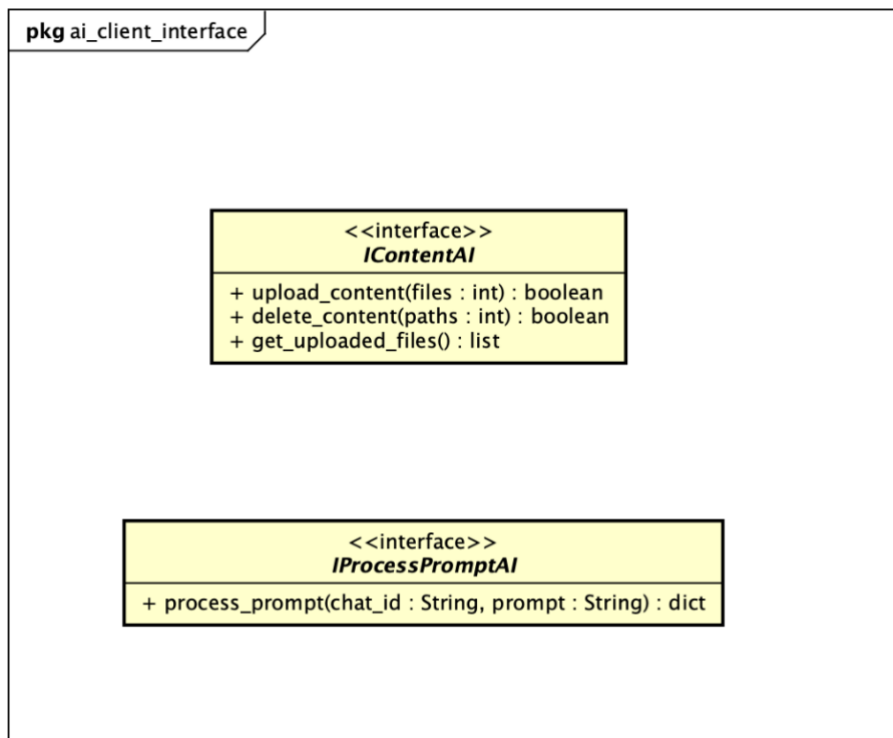 pkg ai_client_interface
<<interface>>
IContentAI
+ upload_content(files : int) : boolean
+ delete_content(paths : int) : boolean
+ get_uploaded_files() : list
<<interface>>
IProcessPromptAI
+ process_prompt(chat_id : String, prompt : String) : dict